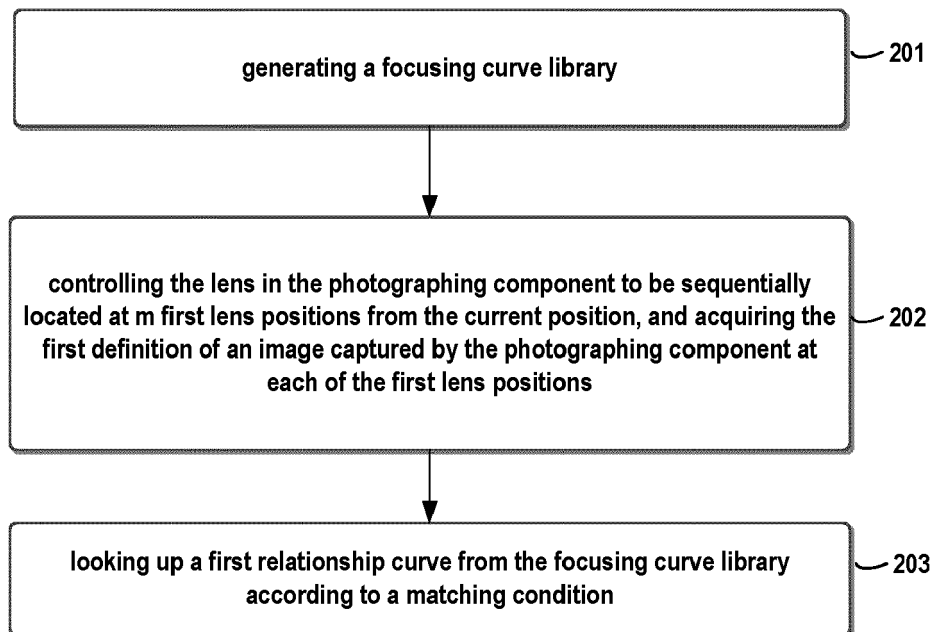 generating a focusing curve library
201
controlling the lens in the photographing component to be sequentially
located at m first lens positions from the current position, and acquiring the
first definition of an image captured by the photographing component at
each of the first lens positions
202
looking up a first relationship curve from the focusing curve library
according to a matching condition
203